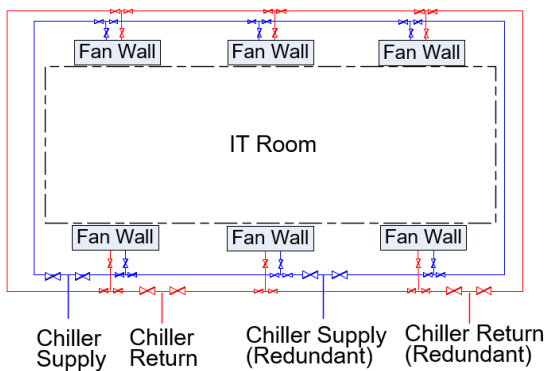 Fan Wall
Fan Wall
Fan Wall
IT Room
Fan Wall
Fan Wall
Fan Wall
Chiller
Supply
Chiller
Return
Chiller Supply
(Redundant)
Chiller Return
(Redundant)